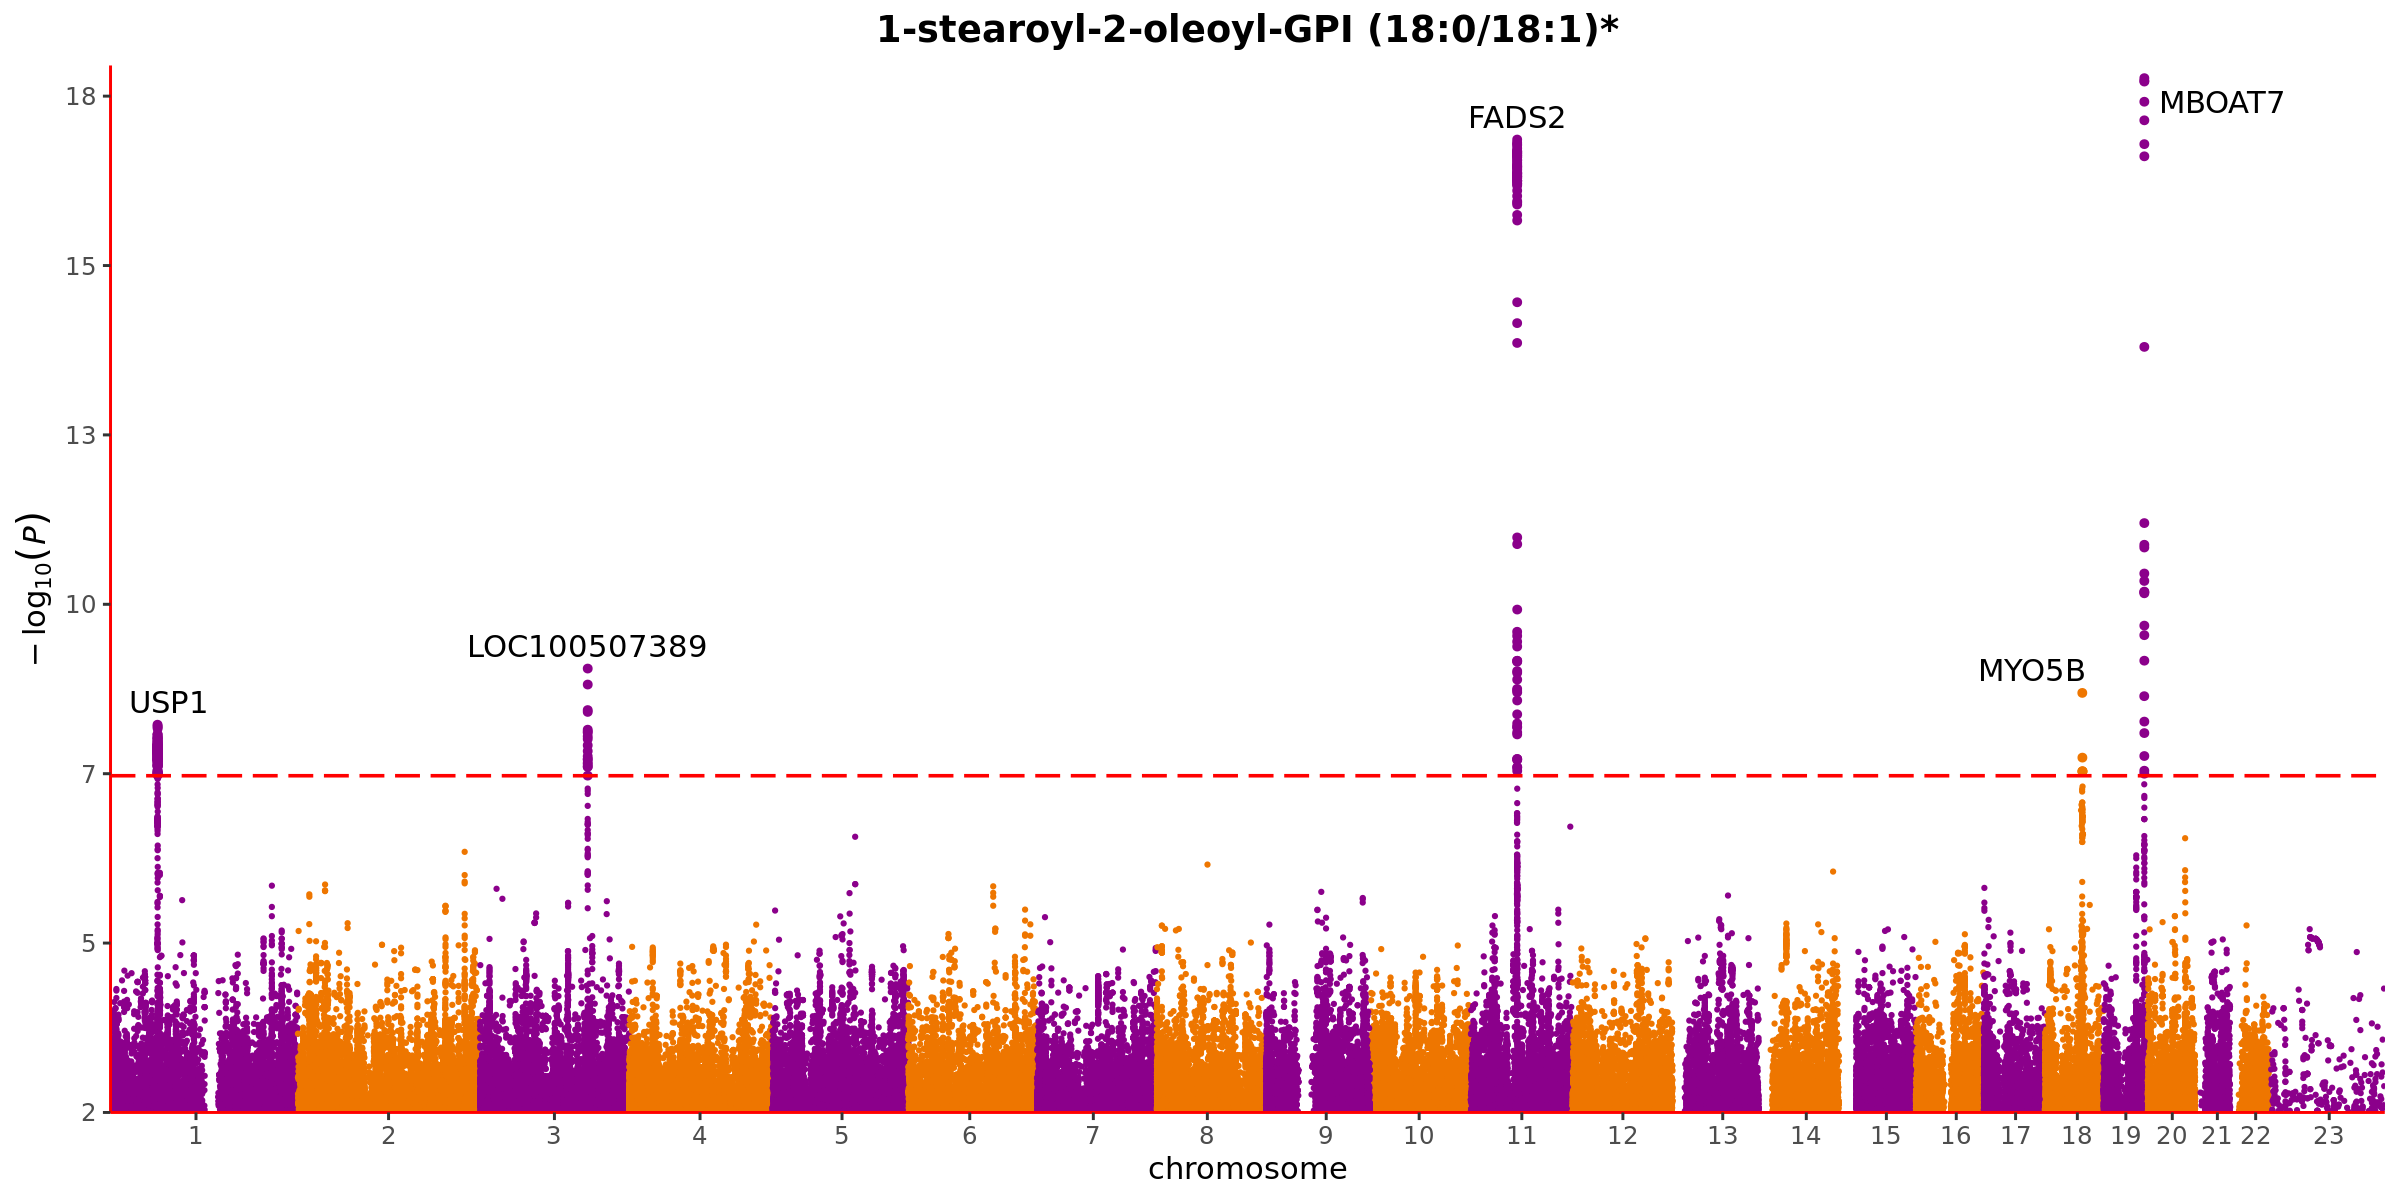 1-stearoyl-2-oleoyl-GPI (18:0/18:1)*
18
15
13
10
7
5
2
− log10(P)
MBOAT7
FADS2
LOC100507389
MYO5B
USP1
1 2 3 4 5 6 7 8 9 10 11 12 13 14 15 16 17 18 19 20 21 22 23
chromosome